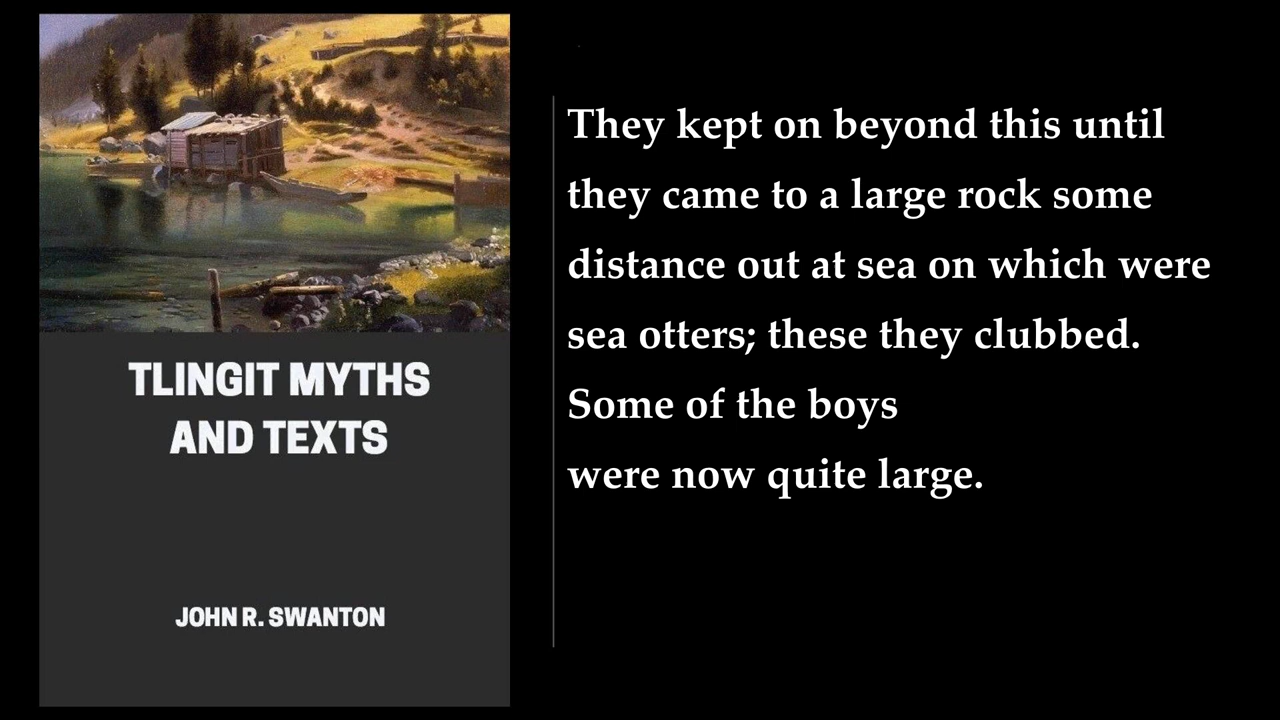 TLINGIT MYTHS
AND TEXTS
JOHN R. SWANTON
They kept on beyond this until
they came to a large rock some
distance out at sea on which were
sea otters; these they clubbed.
Some of the boys
were now quite large.